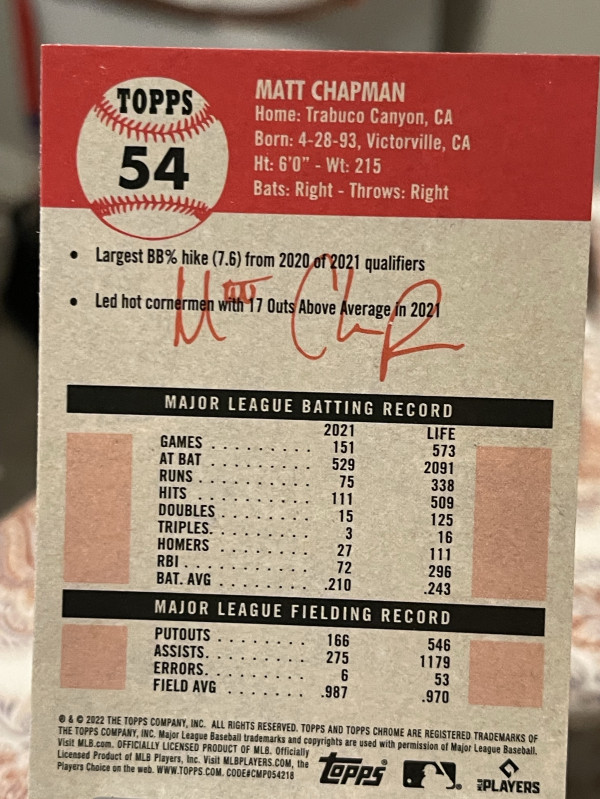 TOPPS
54
MATT CHAPMAN
Home: Trabuco Canyon, CA
Born: 4-28-93, Victorville, CA
Ht: 6'0" - Wt: 215
Bats: Right - Throws: Right
• Largest BB% hike (7.6) from 2020 of 2021 qualifiers
• Led hot cornermen with 17 Outs Above Average in 2021
Matt Chapman
MAJOR LEAGUE BATTING RECORD
2021 LIFE
GAMES . . . . . . . . . 151 573
AT BAT . . . . . . . . . 529 2091
RUNS . . . . . . . . . . 75 338
HITS . . . . . . . . . . 111 509
DOUBLES . . . . . . . 15 125
TRIPLES. . . . . . . . . 3 16
HOMERS . . . . . . . . 27 111
RBI . . . . . . . . . . . 72 296
BAT. AVG . . . . . . . .210 .243
MAJOR LEAGUE FIELDING RECORD
PUTOUTS . . . . . . . . 166 546
ASSISTS. . . . . . . . . 275 1179
ERRORS. . . . . . . . . 6 53
FIELD AVG . . . . . . . .987 .970
® & © 2022 THE TOPPS COMPANY, INC. ALL RIGHTS RESERVED. TOPPS AND TOPPS CHROME ARE REGISTERED TRADEMARKS OF
THE TOPPS COMPANY, INC. Major League Baseball trademarks and copyrights are used with permission of Major League Baseball.
Visit MLB.com. OFFICIALLY LICENSED PRODUCT OF MLB. Officially
Licensed Product of MLB Players, Inc. Visit MLBPLAYERS.COM, the
Players Choice on the web. WWW.TOPPS.COM. CODE#CMP054218
TOPPS
MLB PLAYERS